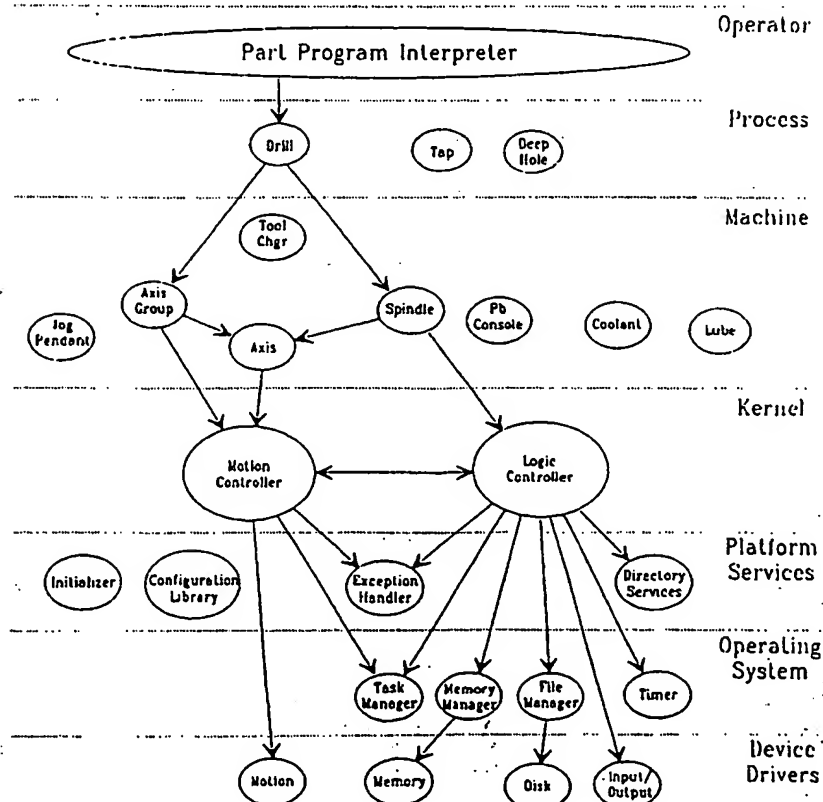 Operator
Part Program Interpreter
Process
Drill
Tap
Deep
Hole
Machine
Tool
Chgr
Axis
Group
Spindle
Pb
Console
Coolant
Lube
Jog
Pendant
Axis
Kernel
Motion
Controller
Logic
Controller
Platform
Services
Initializer
Configuration
Library
Exception
Handler
Directory
Services
Operating
System
Task
Manager
Memory
Manager
File
Manager
Timer
Device
Drivers
Motion
Memory
Disk
Input/
Output